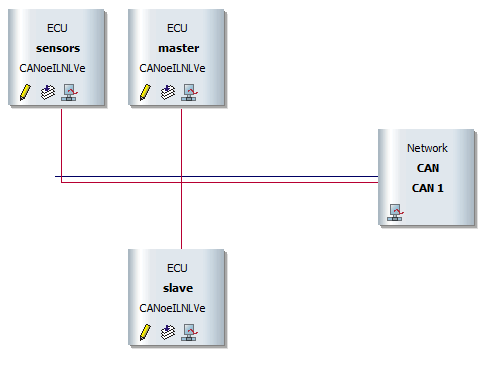 ECU
sensors
CANoeILNLVe
ECU
master
CANoeILNLVe
Network
CAN
CAN 1
ECU
slave
CANoeILNLVe